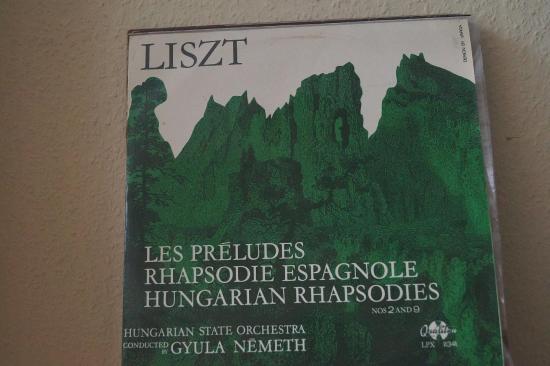 LISZT
LES PRÉLUDES
RHAPSODIE ESPAGNOLE
HUNGARIAN RHAPSODIES
NOS 2 AND 9
HUNGARIAN STATE ORCHESTRA
CONDUCTED BY GYULA NÉMETH
Qualiton
LPX